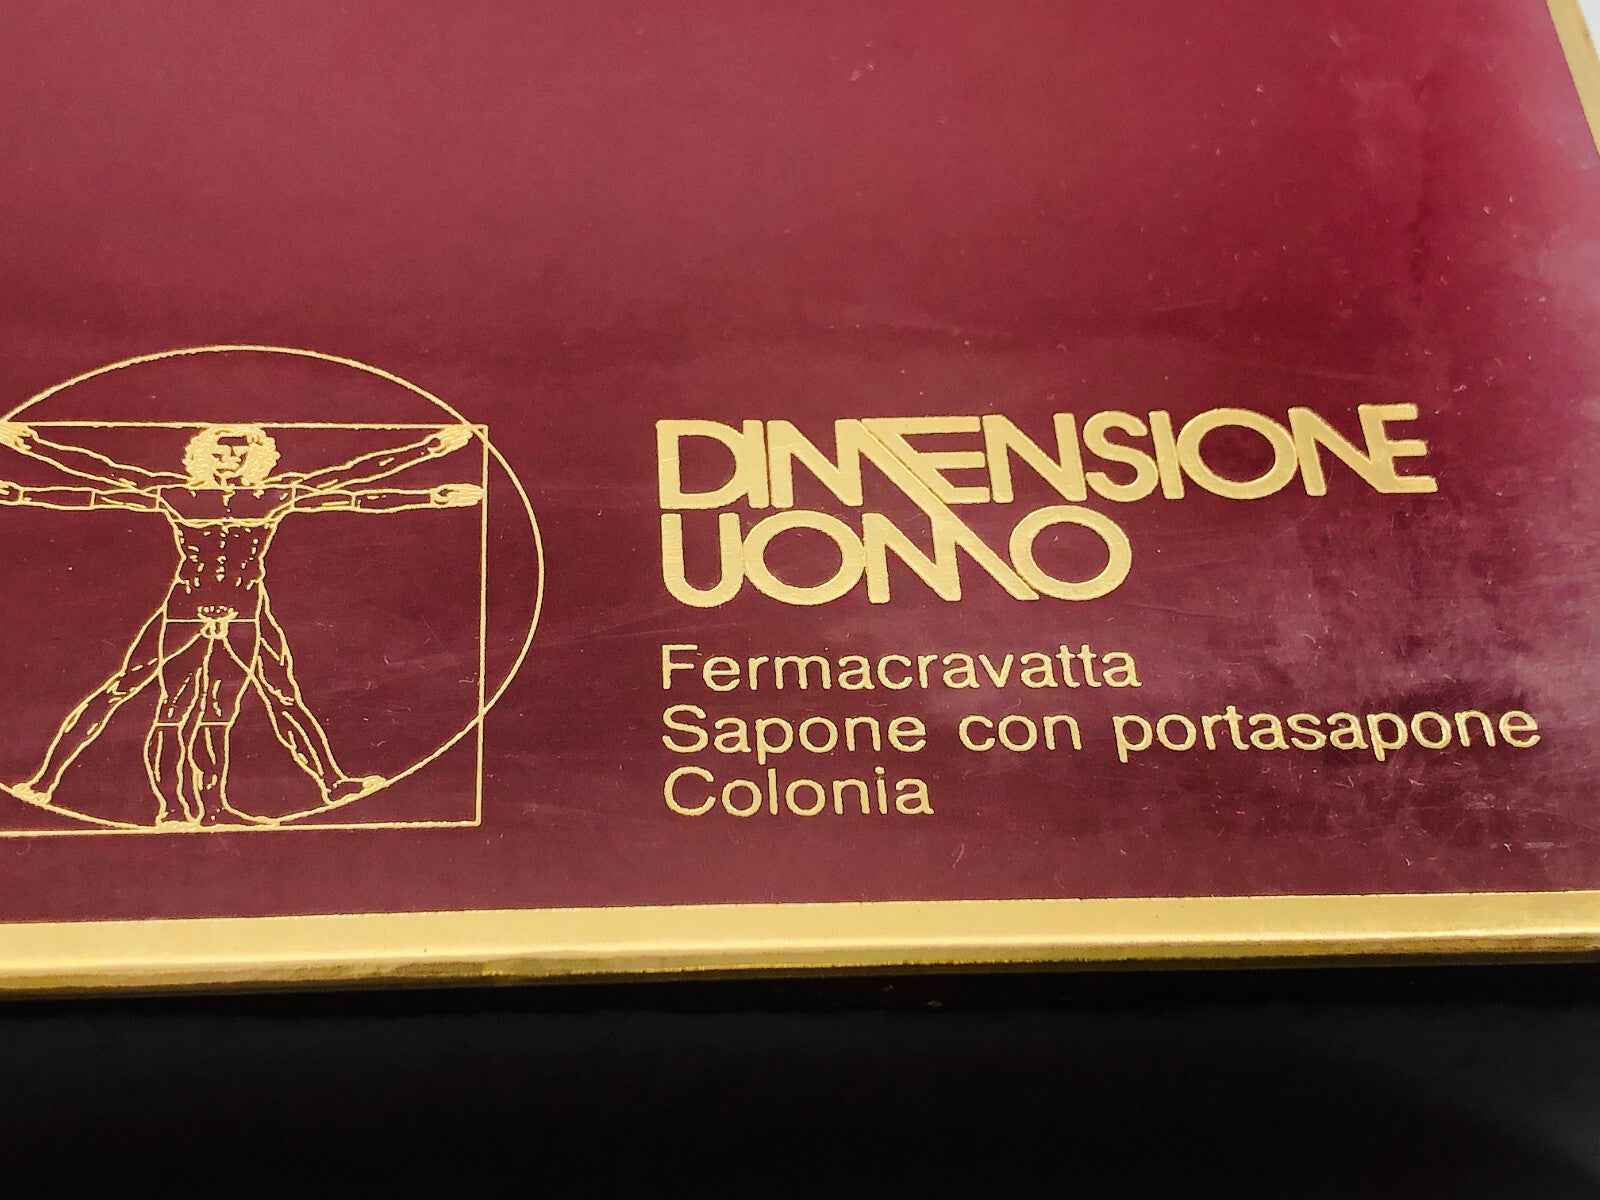 DIMENSIONE
UOMO
Fermacravatta
Sapone con portasapone
Colonia